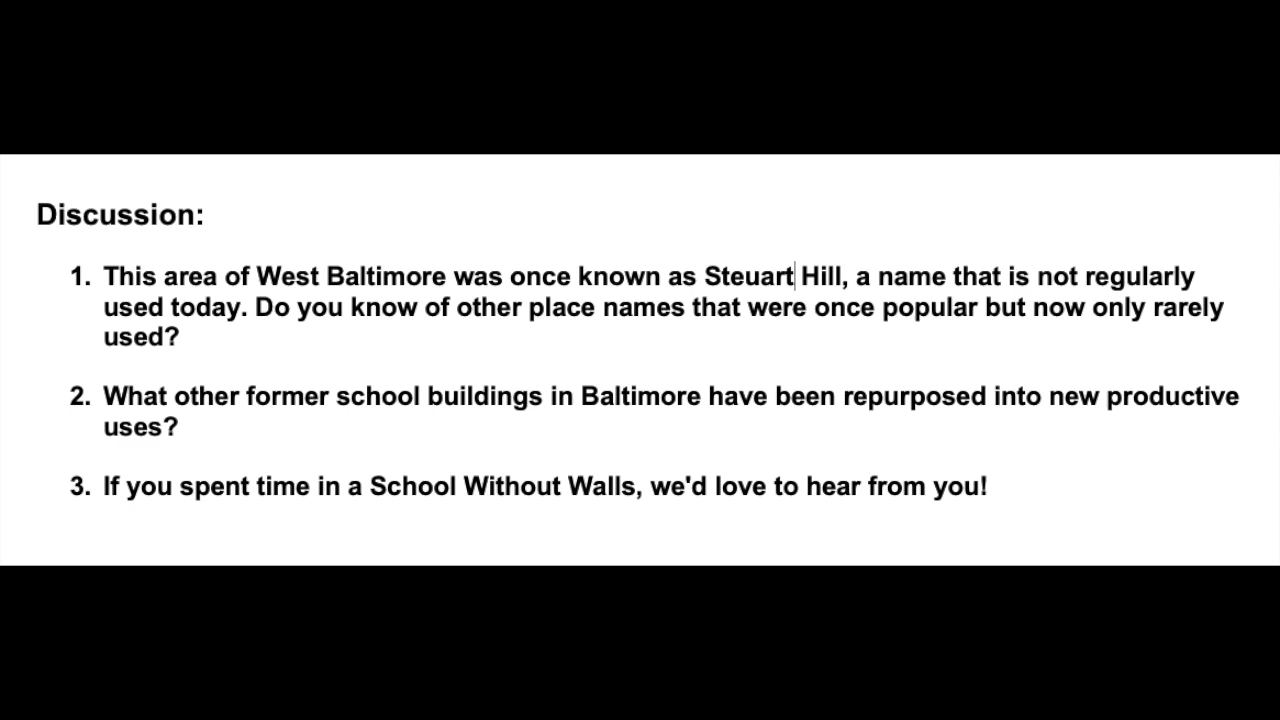 Discussion:
1. This area of West Baltimore was once known as Steuart Hill, a name that is not regularly
used today. Do you know of other place names that were once popular but now only rarely
used?
2. What other former school buildings in Baltimore have been repurposed into new productive
uses?
3. If you spent time in a School Without Walls, we'd love to hear from you!